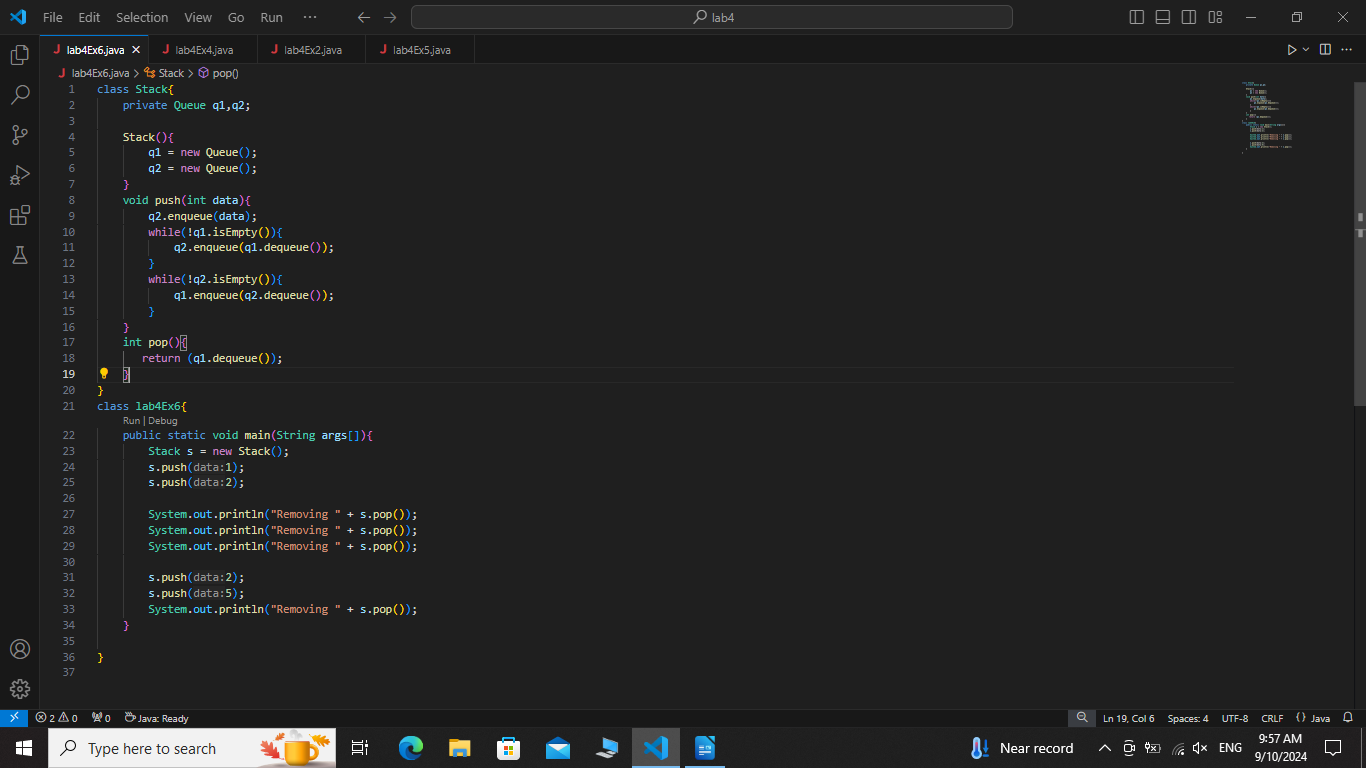 File Edit Selection View Go Run ··· lab4
lab4Ex6.java lab4Ex4.java lab4Ex2.java lab4Ex5.java
lab4Ex6.java > Stack > pop()
1 class Stack{
2     private Queue q1,q2;
3
4     Stack(){
5         q1 = new Queue();
6         q2 = new Queue();
7     }
8     void push(int data){
9         q2.enqueue(data);
10         while(!q1.isEmpty()){
11             q2.enqueue(q1.dequeue());
12         }
13         while(!q2.isEmpty()){
14             q1.enqueue(q2.dequeue());
15         }
16     }
17     int pop(){
18        return (q1.dequeue());
19     }
20 }
21 class lab4Ex6{
Run | Debug
22     public static void main(String args[]){
23         Stack s = new Stack();
24         s.push(data:1);
25         s.push(data:2);
26
27         System.out.println("Removing " + s.pop());
28         System.out.println("Removing " + s.pop());
29         System.out.println("Removing " + s.pop());
30
31         s.push(data:2);
32         s.push(data:5);
33         System.out.println("Removing " + s.pop());
34     }
35
36 }
37
2 0 0 Java: Ready Ln 19, Col 6 Spaces: 4 UTF-8 CRLF {} Java
Type here to search Near record ENG 9:57 AM
9/10/2024